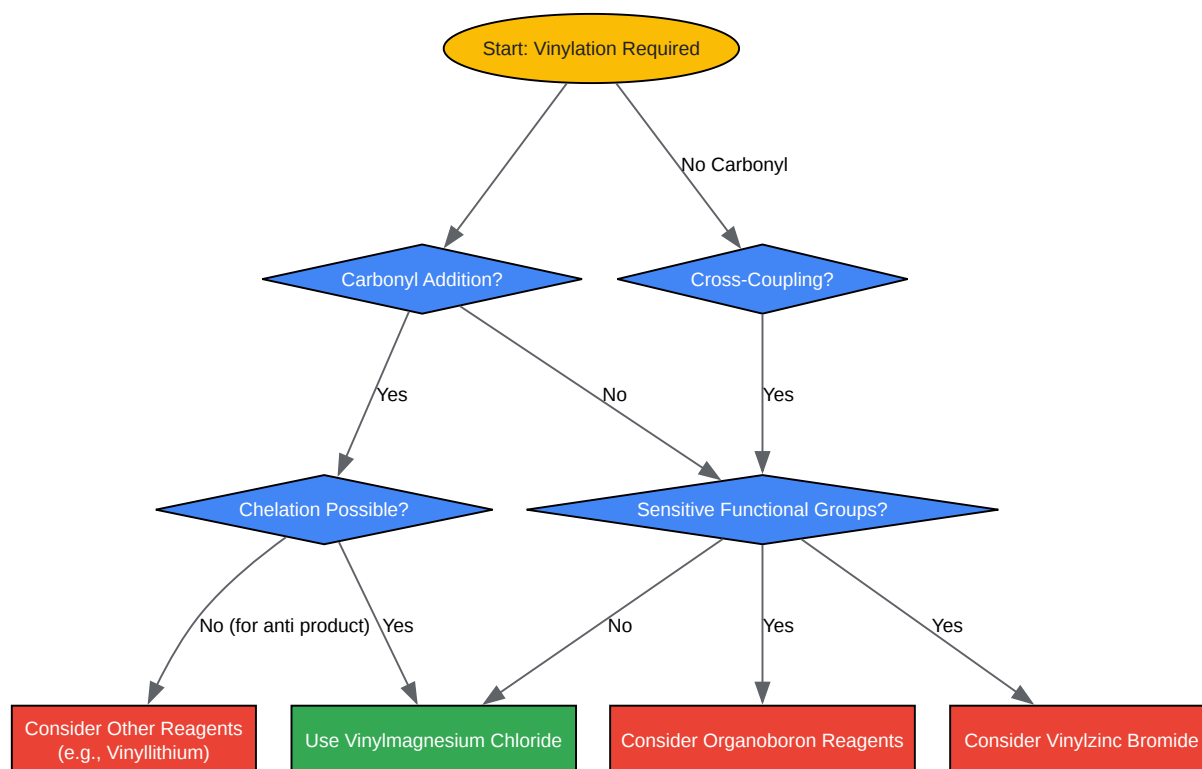 Start: Vinylation Required
No Carbonyl
Carbonyl Addition?
Cross-Coupling?
Yes
No
Yes
Chelation Possible?
Sensitive Functional Groups?
No (for anti product)
Yes
No
Yes
Yes
Consider Other Reagents
(e.g., Vinyllithium)
Use Vinylmagnesium Chloride
Consider Organoboron Reagents
Consider Vinylzinc Bromide